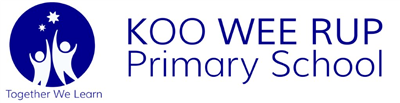 KOO WEE RUP
Primary School
Together We Learn